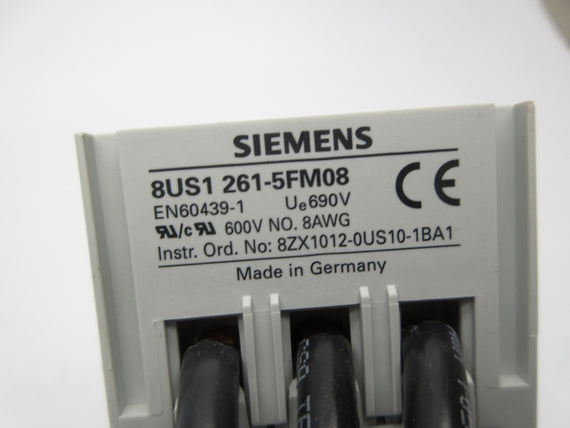 SIEMENS
8US1 261-5FM08
EN60439-1 Ue690V
CE
600V NO. 8AWG
Instr. Ord. No: 8ZX1012-0US10-1BA1
Made in Germany